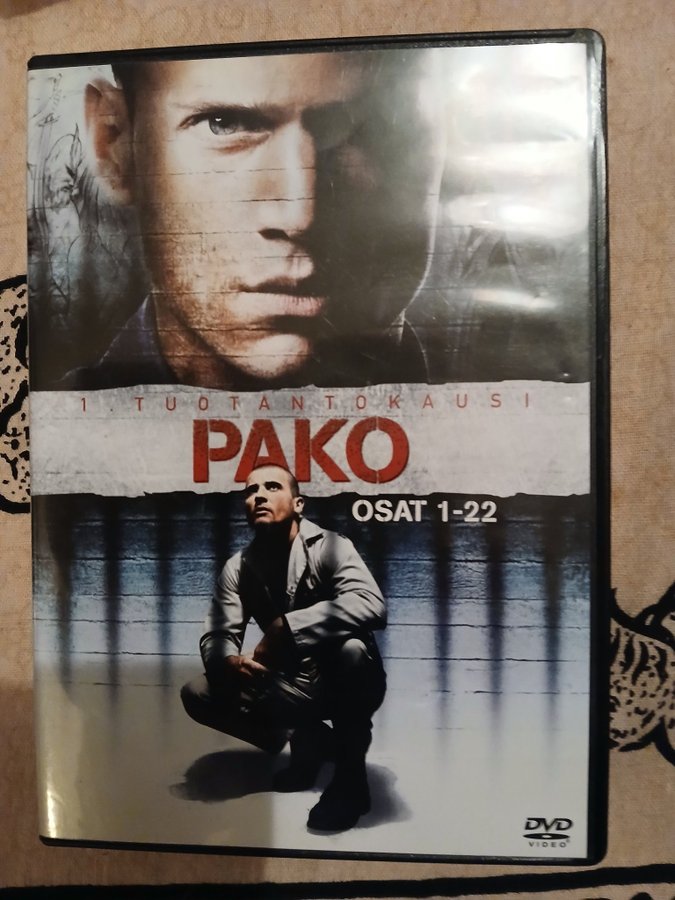 1. TUOTANTOKAUSI
PAKO
OSAT 1-22
DVD
VIDEO